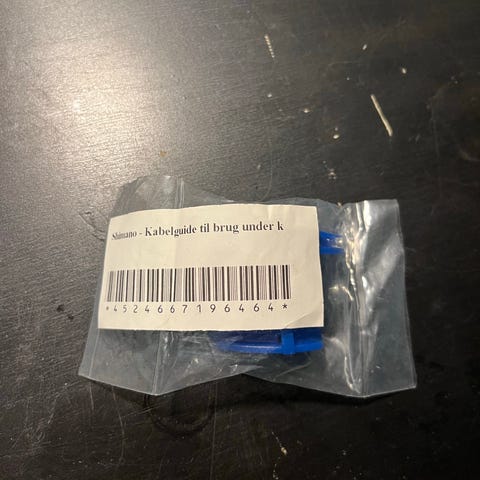 Shimano - Kabelguide til brug under k
*4524667196464*